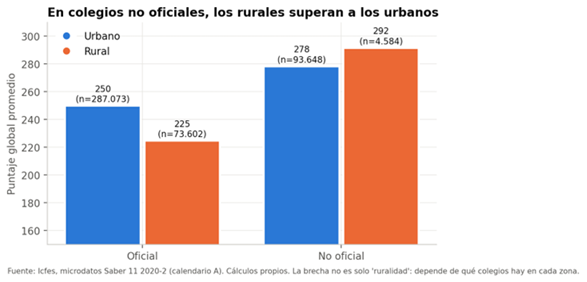 En colegios no oficiales, los rurales superan a los urbanos
Urbano
Rural
Puntaje global promedio
300
280
260
240
220
200
180
160
250
(n=287.073)
225
(n=73.602)
278
(n=93.648)
292
(n=4.584)
Oficial
No oficial
Fuente: Icfes, microdatos Saber 11 2020-2 (calendario A). Cálculos propios. La brecha no es solo 'ruralidad': depende de qué colegios hay en cada zona.